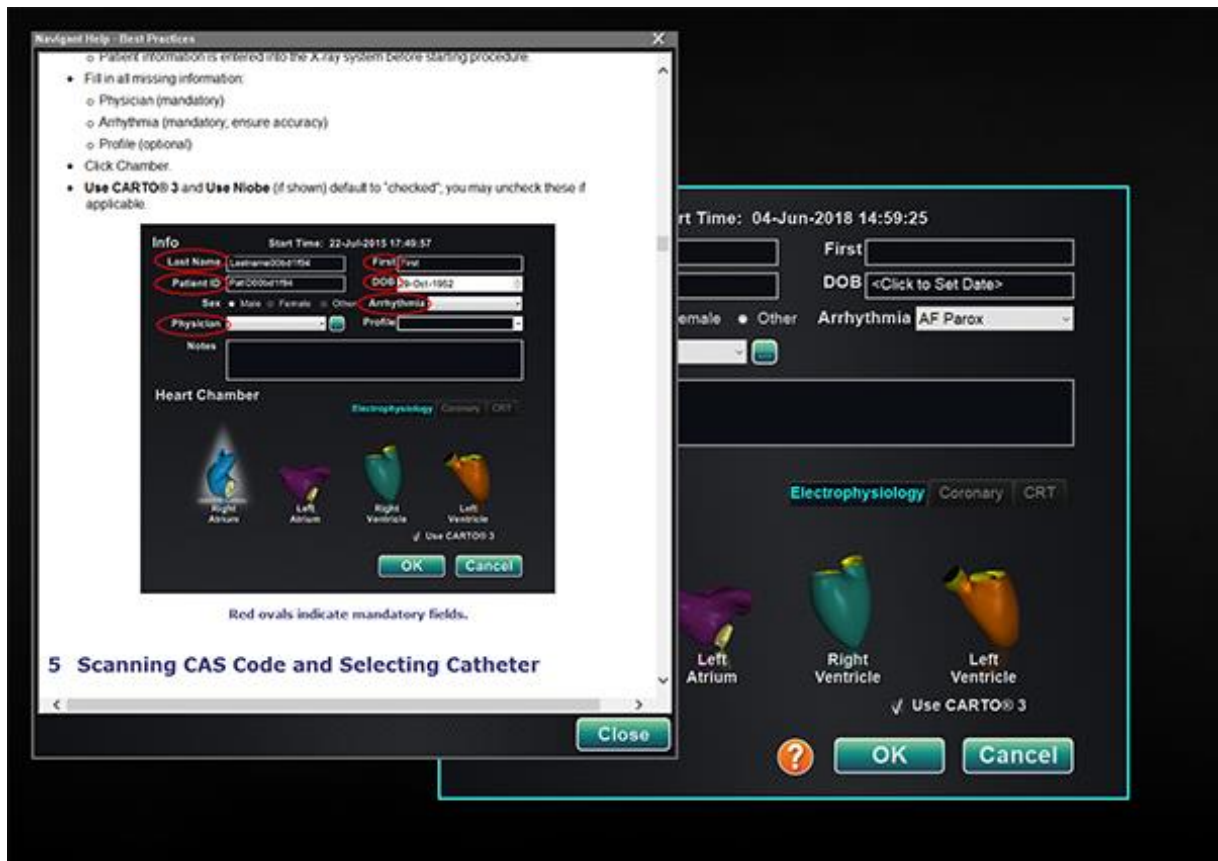 Navigant Help - Best Practices
Patient information is entered into the X-ray system before starting procedure.
Fill in all missing information:
Physician (mandatory)
Arrhythmia (mandatory, ensure accuracy)
Profile (optional)
Click Chamber.
Use CARTO® 3 and Use Niobe (if shown) default to "checked"; you may uncheck these if
applicable.
Info Start Time: 22-Jul-2015 17:49:57
Last Name First First
Patient ID DOB 29-Oct-1952
Sex Male Female Other Arrhythmia
Physician Profile
Notes
Heart Chamber
Electrophysiology Coronary CRT
Right Atrium
Left Atrium
Right Ventricle
Left Ventricle
Use CARTO® 3
OK Cancel
Red ovals indicate mandatory fields.
5 Scanning CAS Code and Selecting Catheter
Close
rt Time: 04-Jun-2018 14:59:25
First
DOB <Click to Set Date>
emale Other Arrhythmia AF Parox
...
Electrophysiology Coronary CRT
Left Atrium
Right Ventricle
Left Ventricle
Use CARTO® 3
? OK Cancel